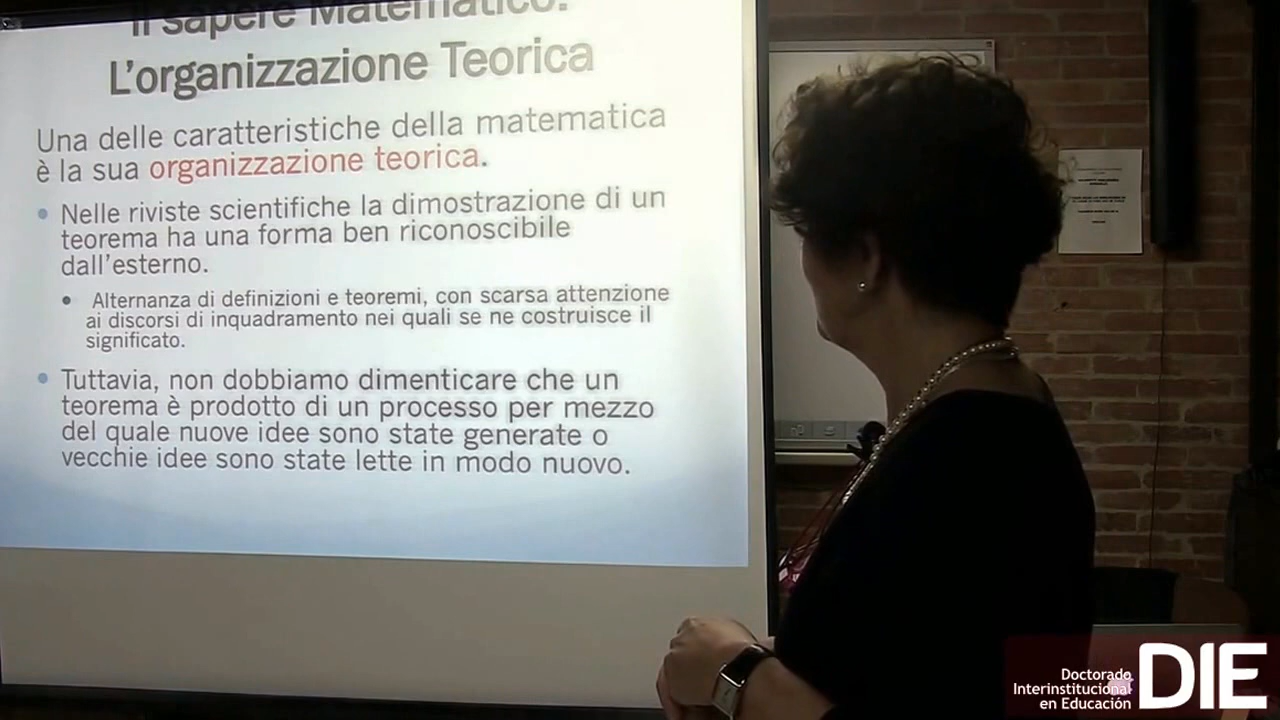 Il sapere Matematico:
L'organizzazione Teorica
Una delle caratteristiche della matematica
è la sua organizzazione teorica.
• Nelle riviste scientifiche la dimostrazione di un
teorema ha una forma ben riconoscibile
dall'esterno.
• Alternanza di definizioni e teoremi, con scarsa attenzione
ai discorsi di inquadramento nei quali se ne costruisce il
significato.
• Tuttavia, non dobbiamo dimenticare che un
teorema è prodotto di un processo per mezzo
del quale nuove idee sono state generate o
vecchie idee sono state lette in modo nuovo.
Doctorado
Interinstitucional
en Educación
DIE